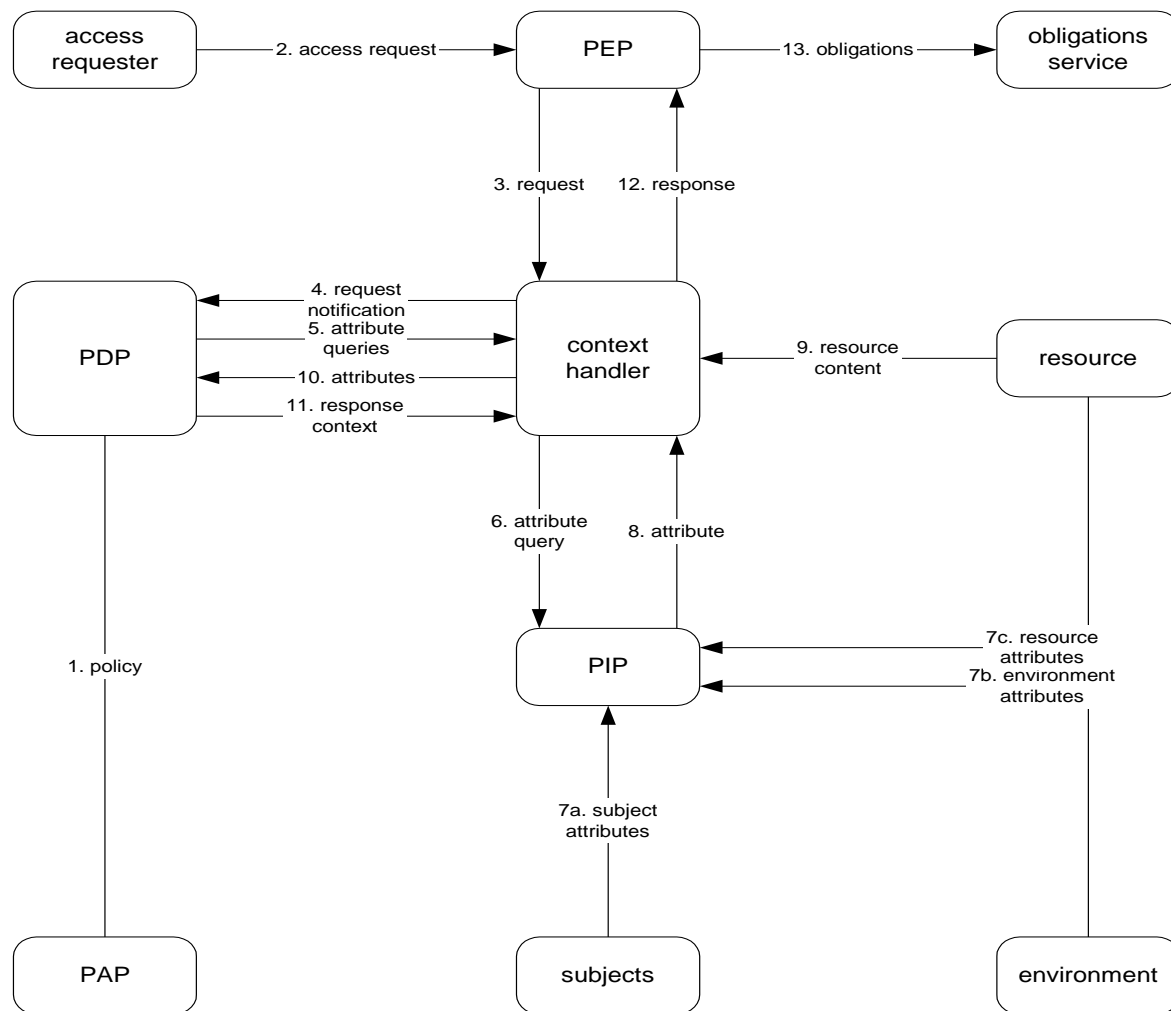 access
requester
2. access request
PEP
13. obligations
obligations
service
3. request
12. response
PDP
4. request
notification
5. attribute
queries
10. attributes
11. response
context
context
handler
9. resource
content
resource
6. attribute
query
8. attribute
1. policy
PIP
7c. resource
attributes
7b. environment
attributes
7a. subject
attributes
PAP
subjects
environment